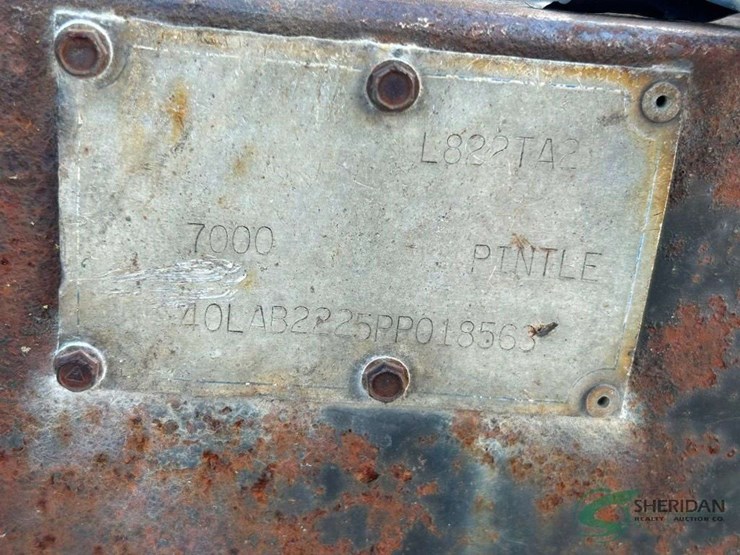 L822TA2
7000 PINTLE
40LAB2225PP018563
SHERIDAN
REALTY AUCTION CO.